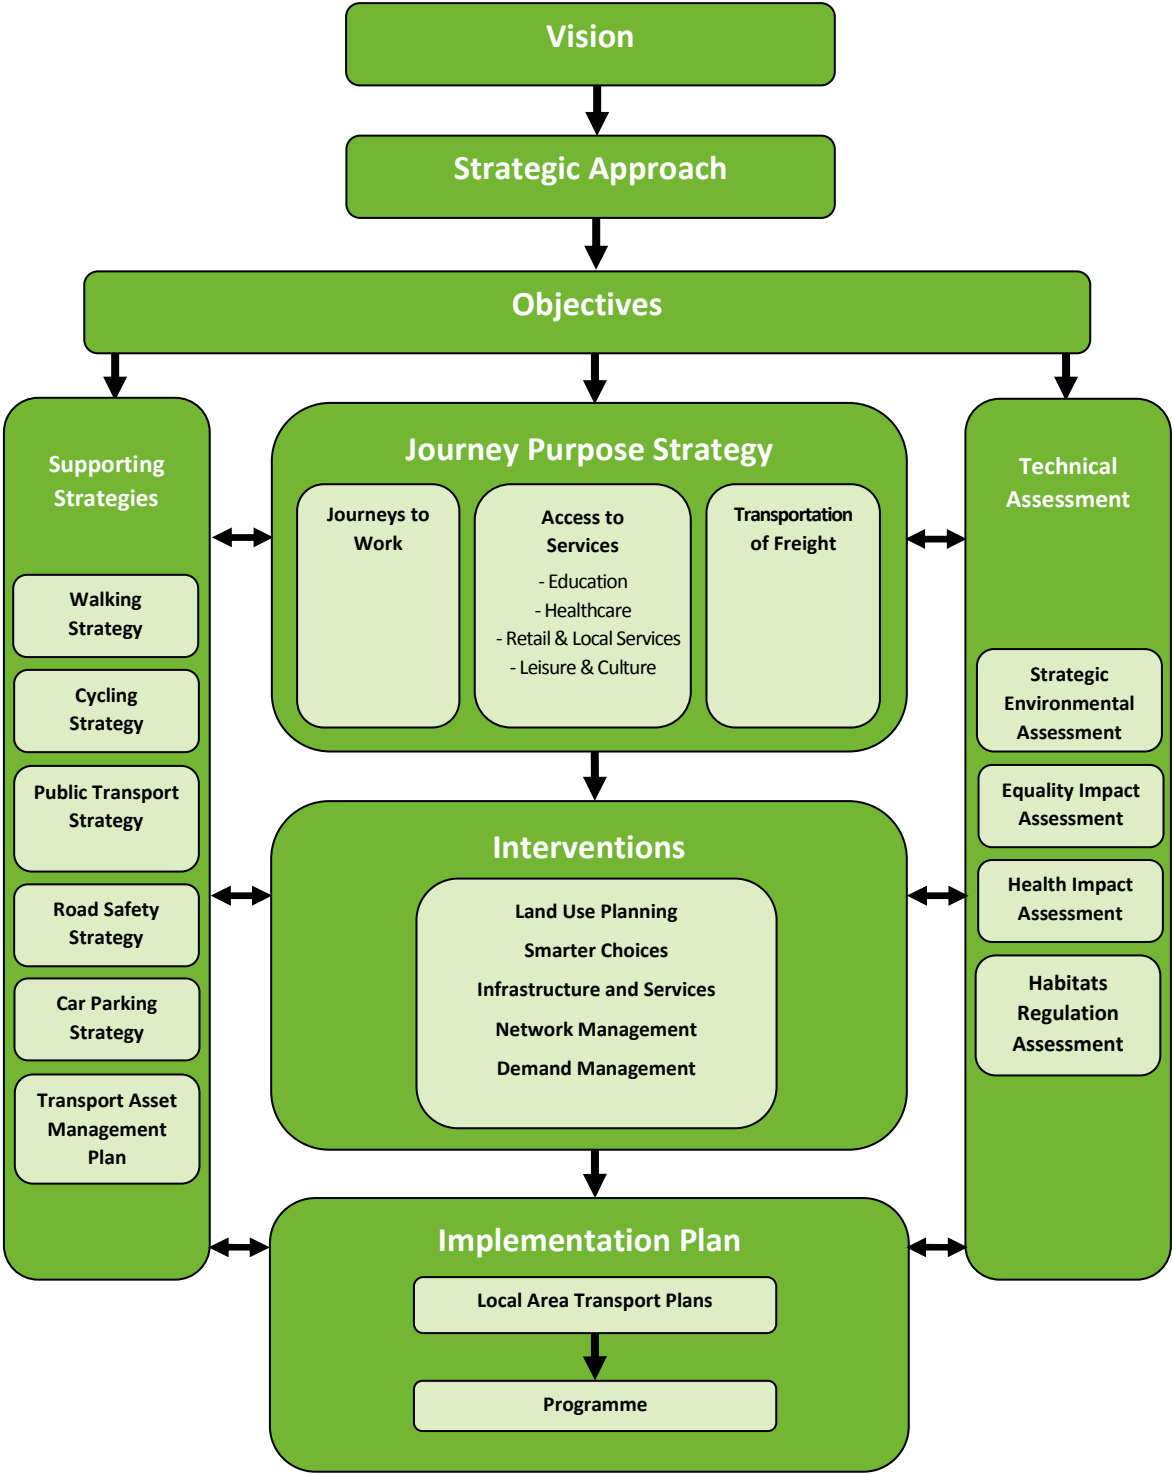 Vision
Strategic Approach
Objectives
Supporting
Strategies
Walking
Strategy
Cycling
Strategy
Public Transport
Strategy
Road Safety
Strategy
Car Parking
Strategy
Transport Asset
Management
Plan
Journey Purpose Strategy
Journeys to
Work
Access to
Services
- Education
- Healthcare
- Retail & Local Services
- Leisure & Culture
Transportation
of Freight
Interventions
Land Use Planning
Smarter Choices
Infrastructure and Services
Network Management
Demand Management
Implementation Plan
Local Area Transport Plans
Programme
Technical
Assessment
Strategic
Environmental
Assessment
Equality Impact
Assessment
Health Impact
Assessment
Habitats
Regulation
Assessment